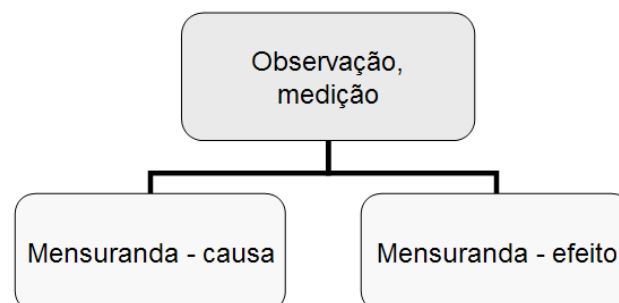 Observação,
medição
Mensuranda - causa
Mensuranda - efeito